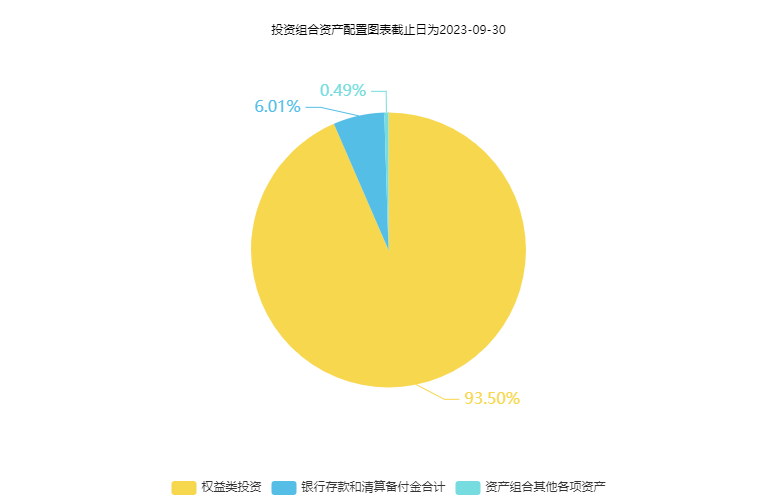 投资组合资产配置图表截止日为2023-09-30
0.49%
6.01%
93.50%
权益类投资 银行存款和清算备付金合计 资产组合其他各项资产